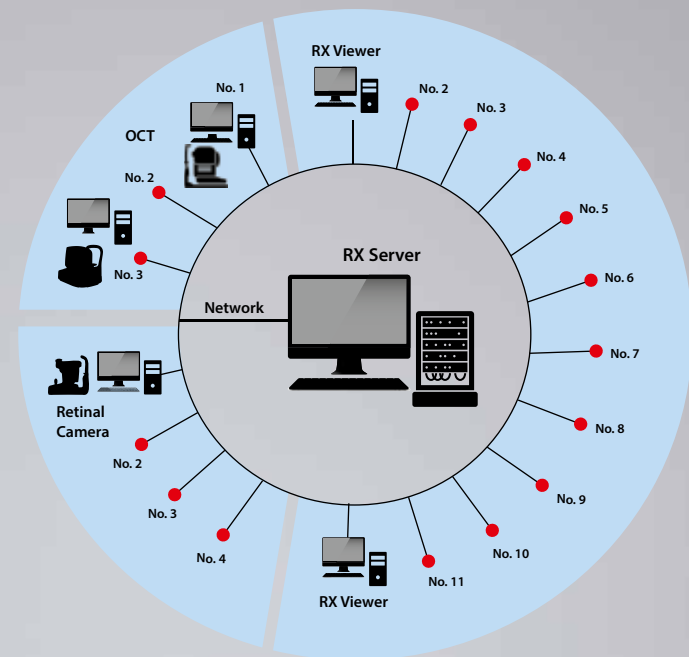 RX Viewer
No. 2
No. 3
No. 4
No. 5
No. 6
No. 7
No. 8
No. 9
No. 10
No. 11
RX Viewer
No. 1
OCT
No. 2
No. 3
Retinal
Camera
No. 2
No. 3
No. 4
RX Server
Network